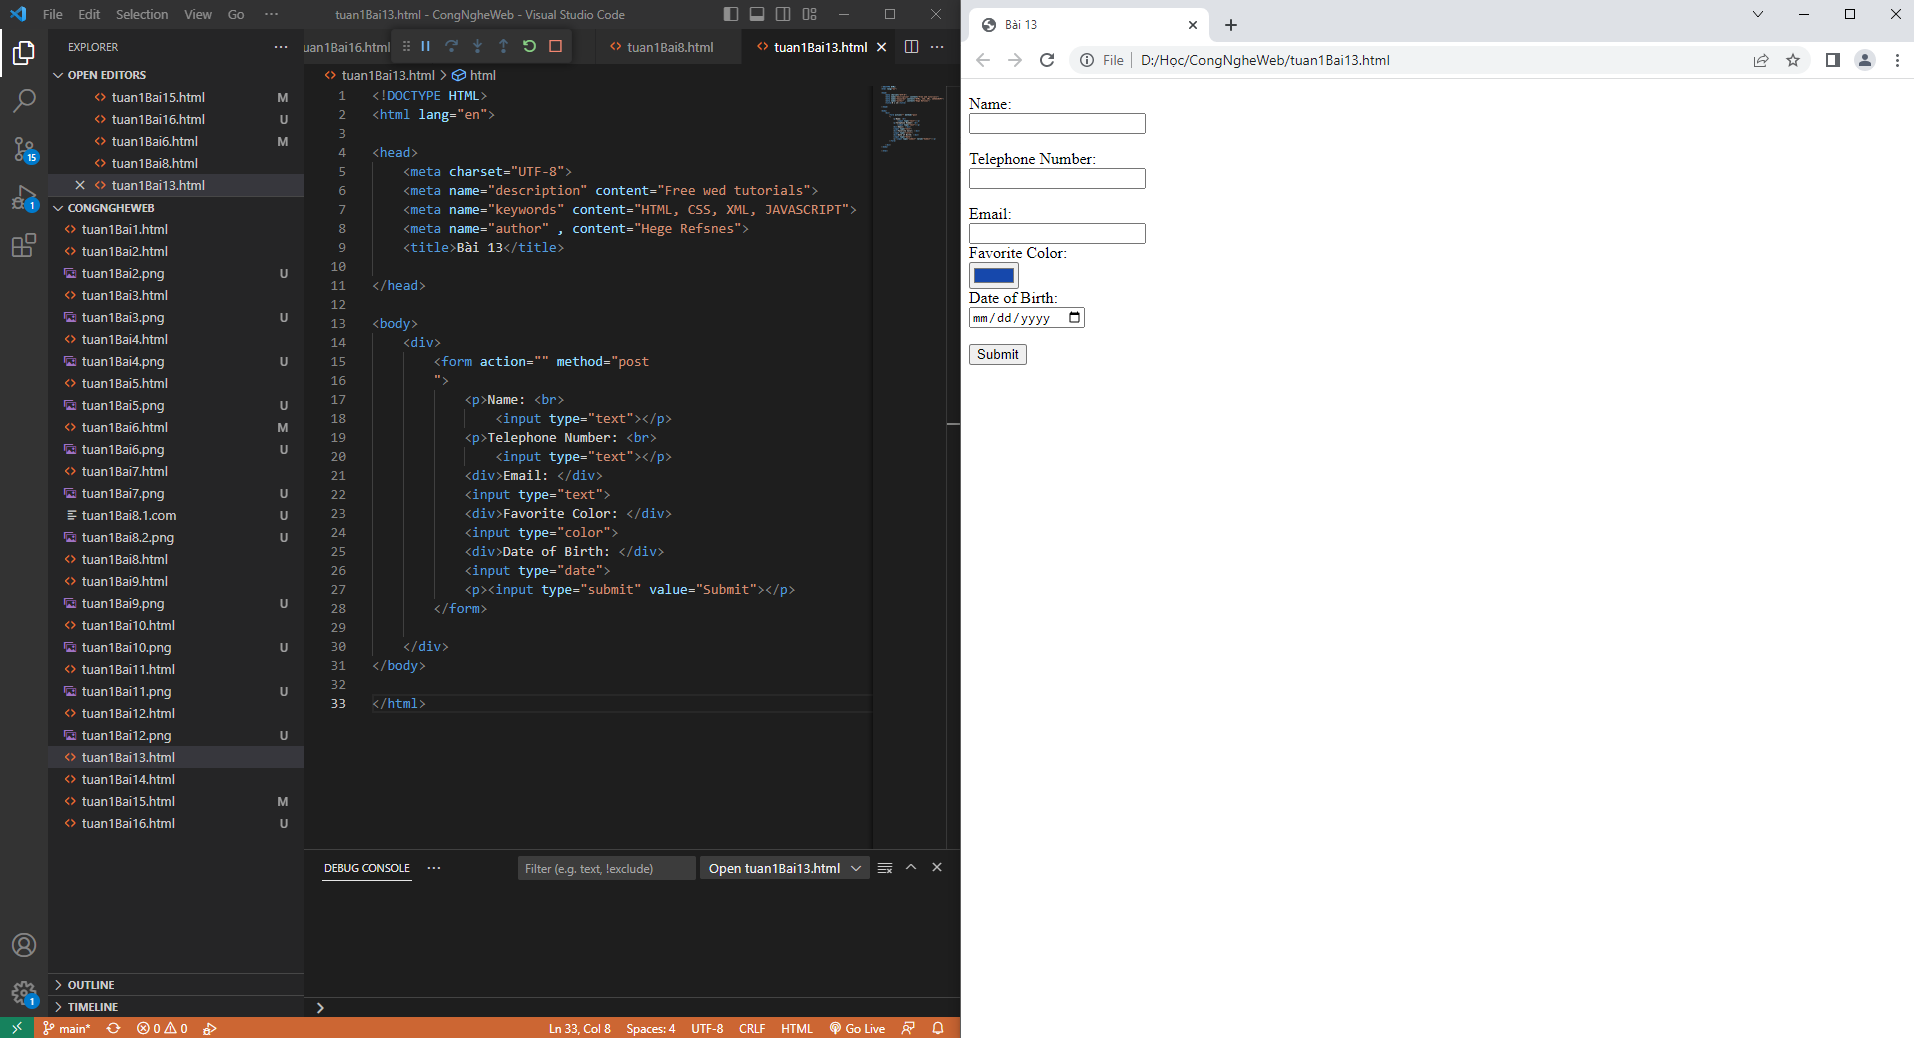 File Edit Selection View Go ··· tuan1Bai13.html - CongNgheWeb - Visual Studio Code
EXPLORER ···
OPEN EDITORS
tuan1Bai15.html M
tuan1Bai16.html U
tuan1Bai6.html M
tuan1Bai8.html
tuan1Bai13.html
CONGNGHEWEB
tuan1Bai1.html
tuan1Bai2.html
tuan1Bai2.png U
tuan1Bai3.html
tuan1Bai3.png U
tuan1Bai4.html
tuan1Bai4.png U
tuan1Bai5.html
tuan1Bai5.png U
tuan1Bai6.html M
tuan1Bai6.png U
tuan1Bai7.html
tuan1Bai7.png U
tuan1Bai8.1.com U
tuan1Bai8.2.png U
tuan1Bai8.html
tuan1Bai9.html
tuan1Bai9.png U
tuan1Bai10.html
tuan1Bai10.png U
tuan1Bai11.html
tuan1Bai11.png U
tuan1Bai12.html
tuan1Bai12.png U
tuan1Bai13.html
tuan1Bai14.html
tuan1Bai15.html M
tuan1Bai16.html U
OUTLINE
TIMELINE
15
1
1
uan1Bai16.html tuan1Bai8.html tuan1Bai13.html ···
tuan1Bai13.html > html
1 <!DOCTYPE HTML>
2 <html lang="en">
3
4 <head>
5 <meta charset="UTF-8">
6 <meta name="description" content="Free wed tutorials">
7 <meta name="keywords" content="HTML, CSS, XML, JAVASCRIPT">
8 <meta name="author" , content="Hege Refsnes">
9 <title>Bài 13</title>
10
11 </head>
12
13 <body>
14 <div>
15 <form action="" method="post
16 ">
17 <p>Name: <br>
18 <input type="text"></p>
19 <p>Telephone Number: <br>
20 <input type="text"></p>
21 <div>Email: </div>
22 <input type="text">
23 <div>Favorite Color: </div>
24 <input type="color">
25 <div>Date of Birth: </div>
26 <input type="date">
27 <p><input type="submit" value="Submit"></p>
28 </form>
29
30 </div>
31 </body>
32
33 </html>
DEBUG CONSOLE ··· Filter (e.g. text, !exclude) Open tuan1Bai13.html
main* 0 0 Ln 33, Col 8 Spaces: 4 UTF-8 CRLF HTML Go Live
Bài 13
File D:/Học/CongNgheWeb/tuan1Bai13.html
Name:
Telephone Number:
Email:
Favorite Color:
Date of Birth:
mm/dd/yyyy
Submit